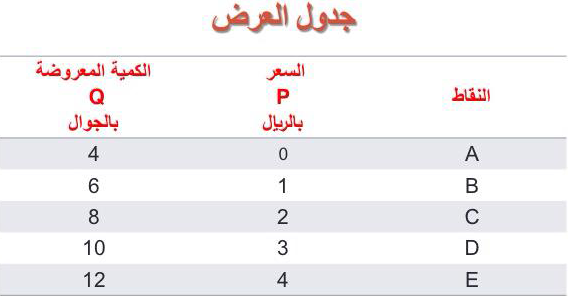 جدول العرض
النقاط السعر الكمية المعروضة
P Q
بالريال بالجوال
A 0 4
B 1 6
C 2 8
D 3 10
E 4 12